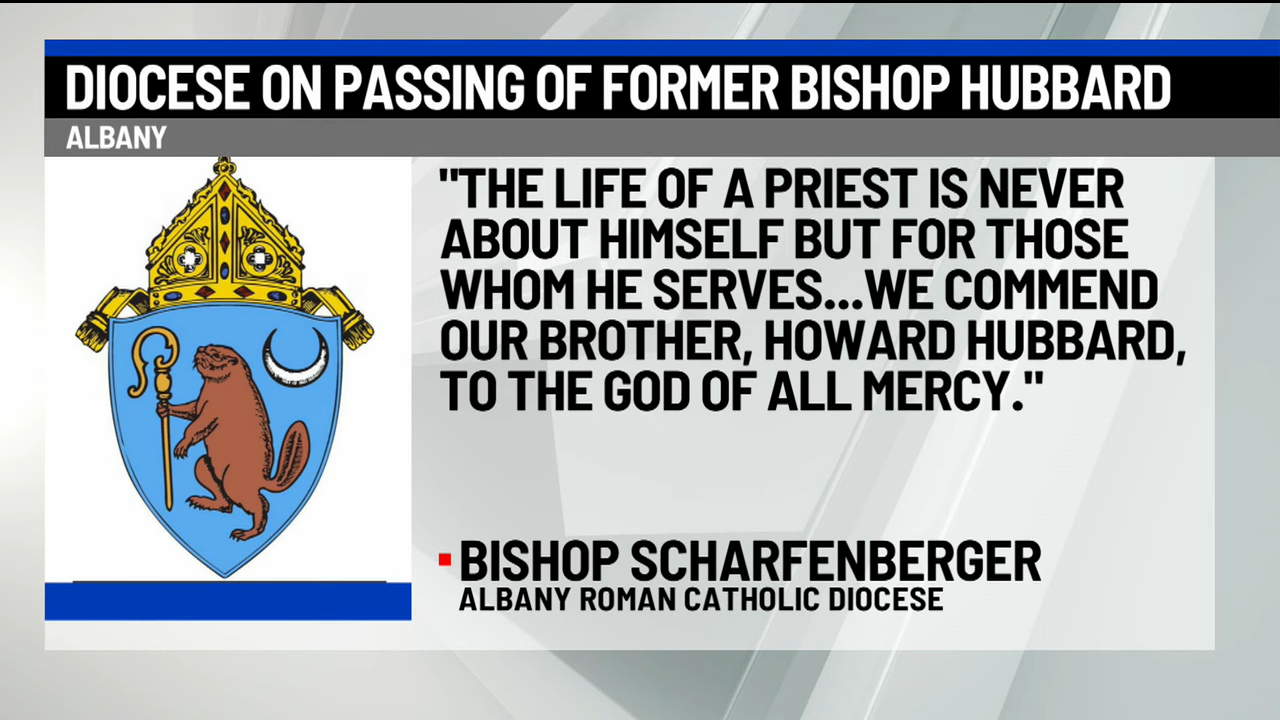 DIOCESE ON PASSING OF FORMER BISHOP HUBBARD
ALBANY
"THE LIFE OF A PRIEST IS NEVER
ABOUT HIMSELF BUT FOR THOSE
WHOM HE SERVES...WE COMMEND
OUR BROTHER, HOWARD HUBBARD,
TO THE GOD OF ALL MERCY."
BISHOP SCHARFENBERGER
ALBANY ROMAN CATHOLIC DIOCESE